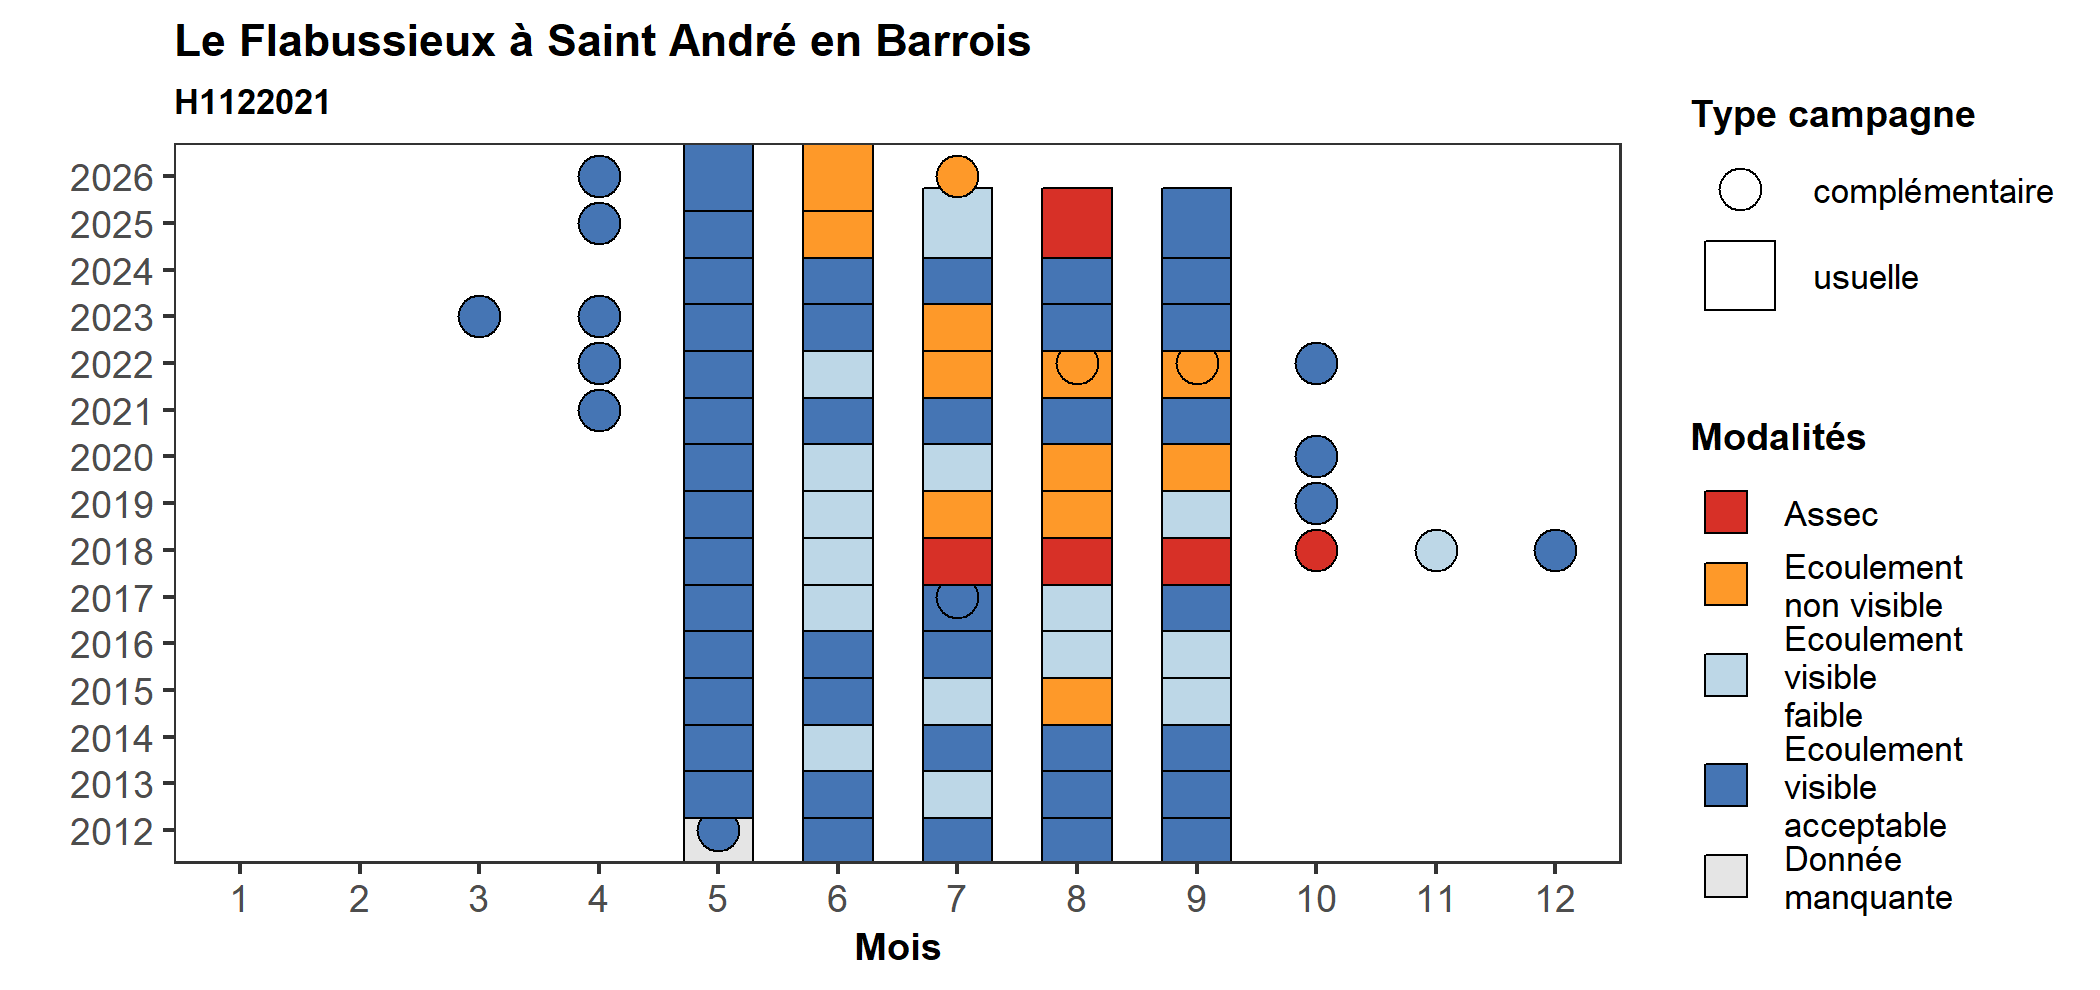 Le Flabussieux à Saint André en Barrois
H1122021
2026
2025
2024
2023
2022
2021
2020
2019
2018
2017
2016
2015
2014
2013
2012
1 2 3 4 5 6 7 8 9 10 11 12
Mois
Type campagne
complémentaire
usuelle
Modalités
Assec
Ecoulement
non visible
Ecoulement
visible
faible
Ecoulement
visible
acceptable
Donnée
manquante